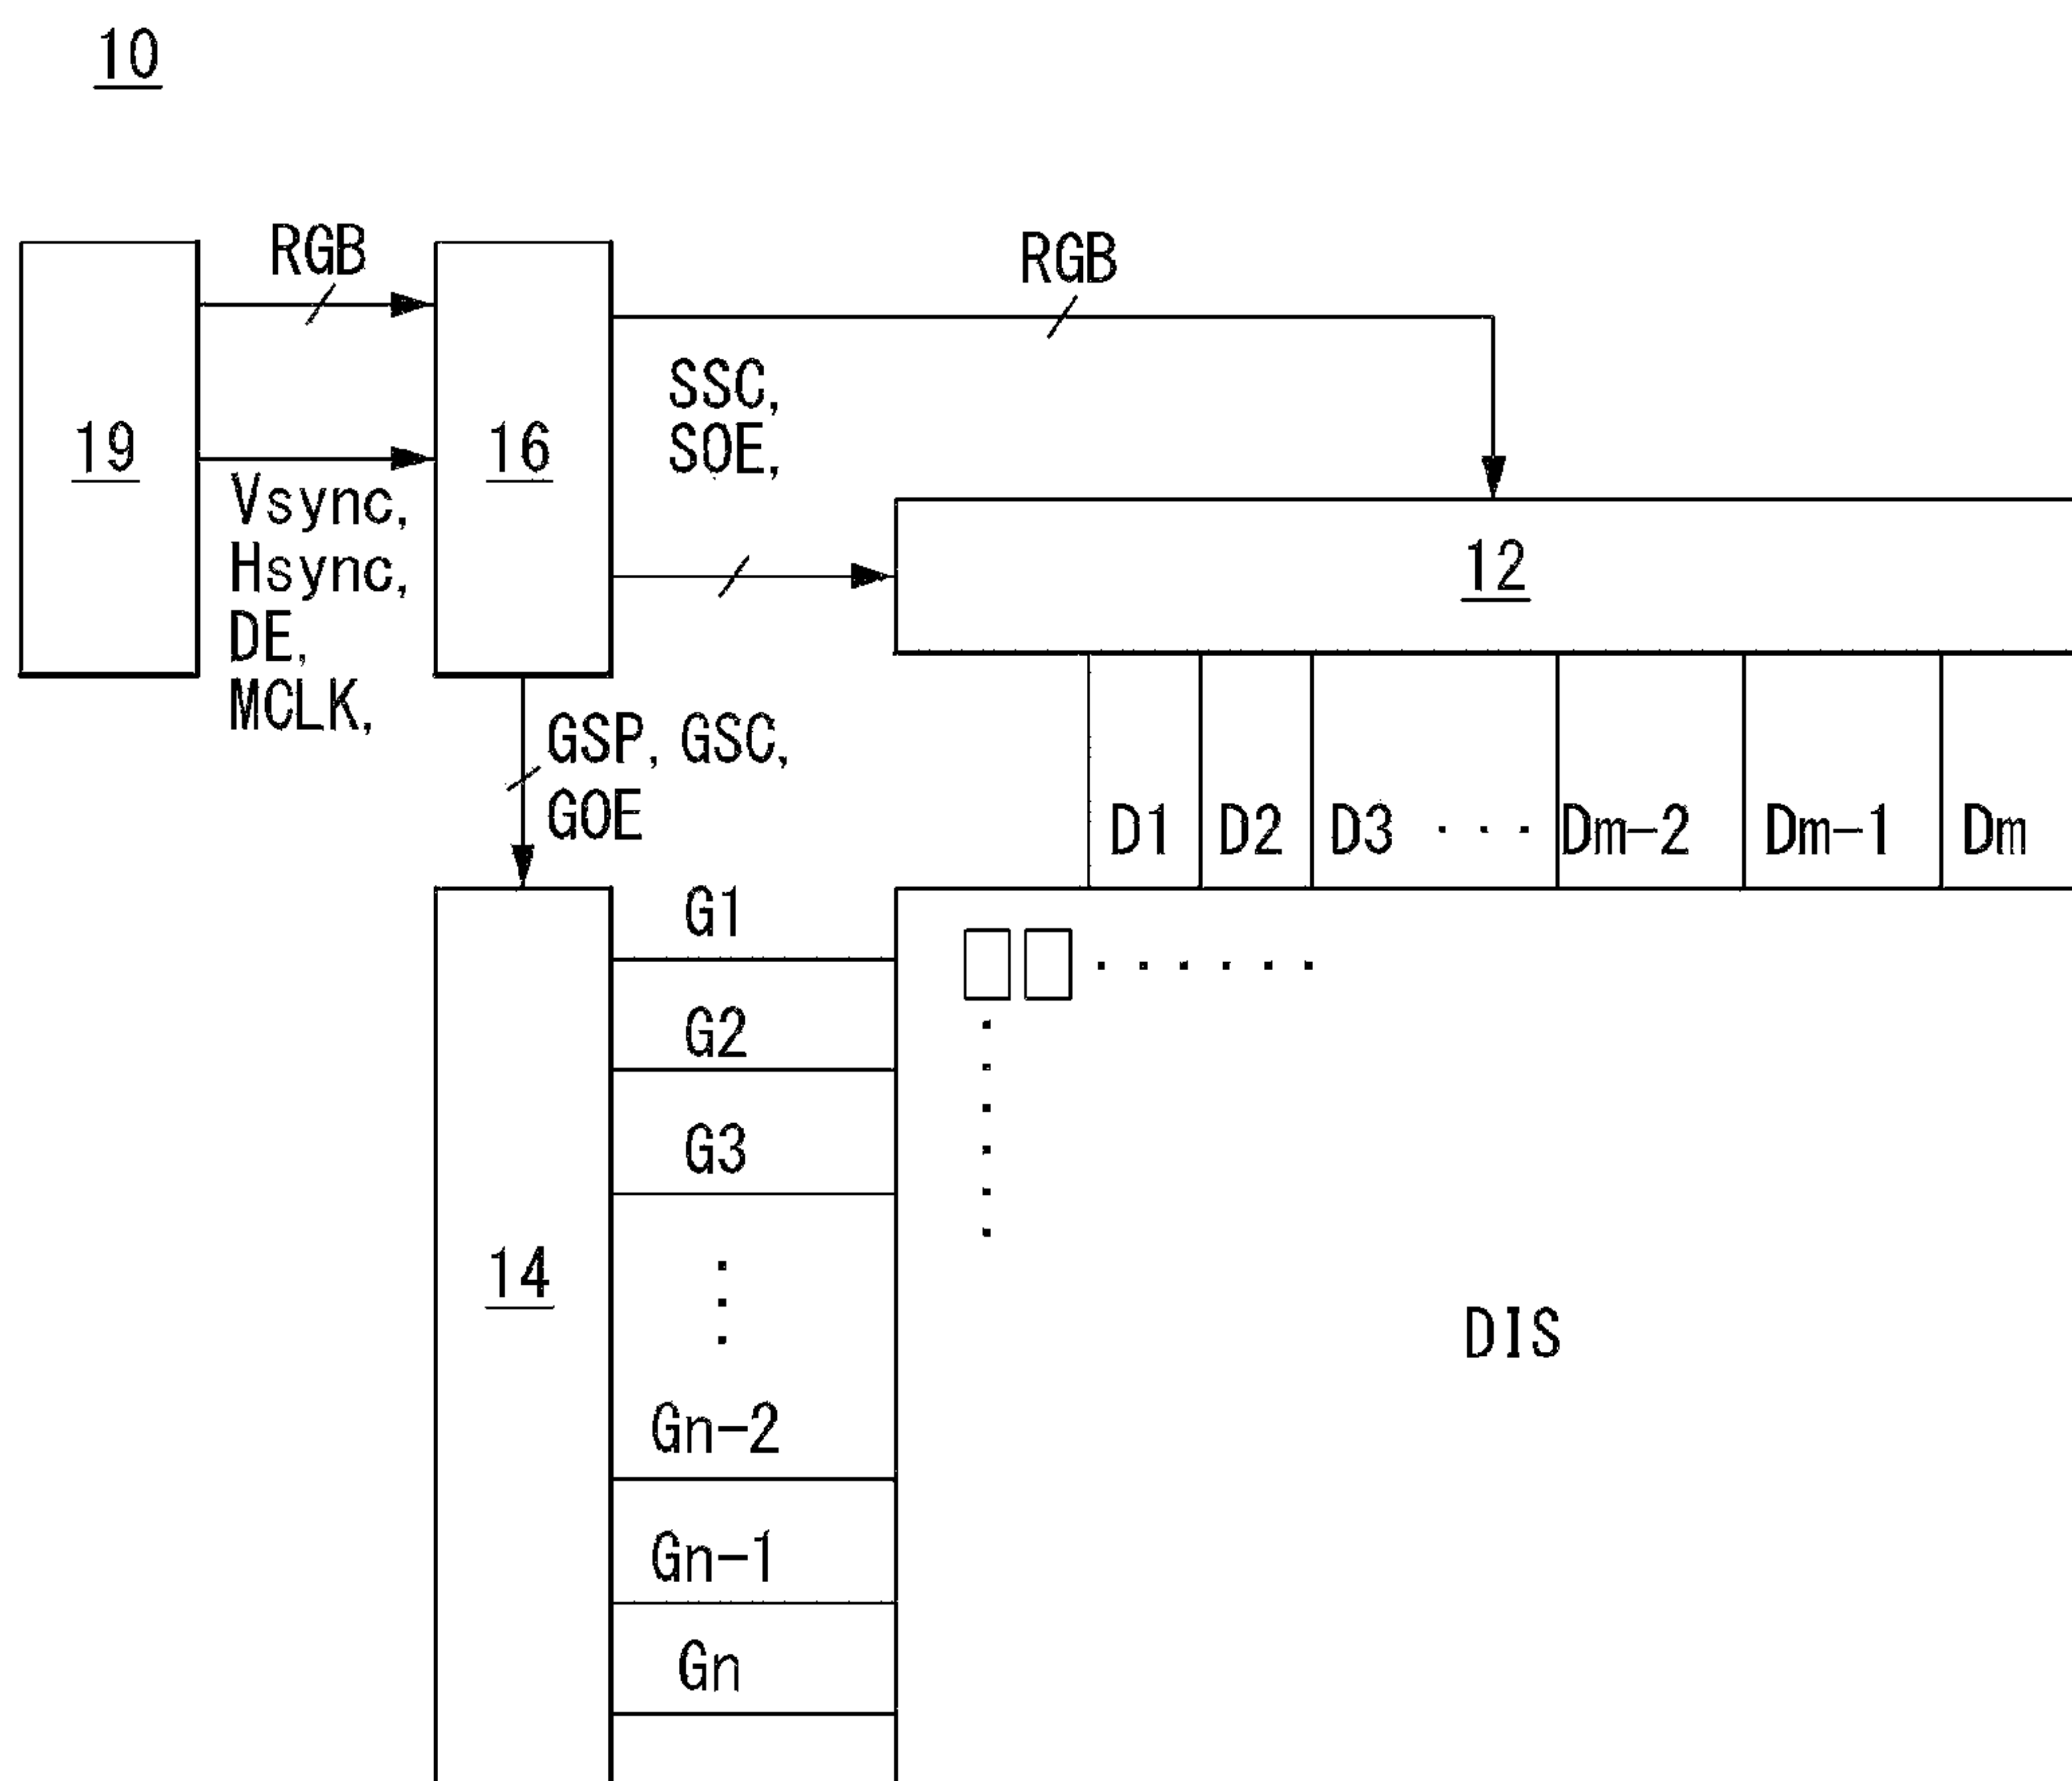 10
RGB
RGB
SSC,
SOE,
19
16
Vsync,
Hsync,
DE,
MCLK,
12
GSP, GSC,
GOE
D1 D2 D3 ... Dm-2 Dm-1 Dm
G1
G2
G3
14
DIS
Gn-2
Gn-1
Gn